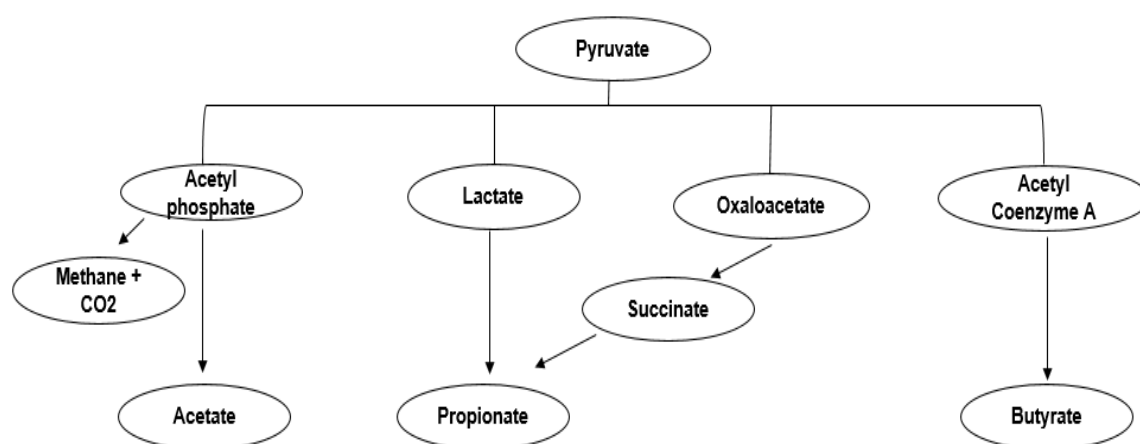 Pyruvate
Acetyl
phosphate
Lactate
Oxaloacetate
Acetyl
Coenzyme A
Methane +
CO2
Succinate
Acetate
Propionate
Butyrate